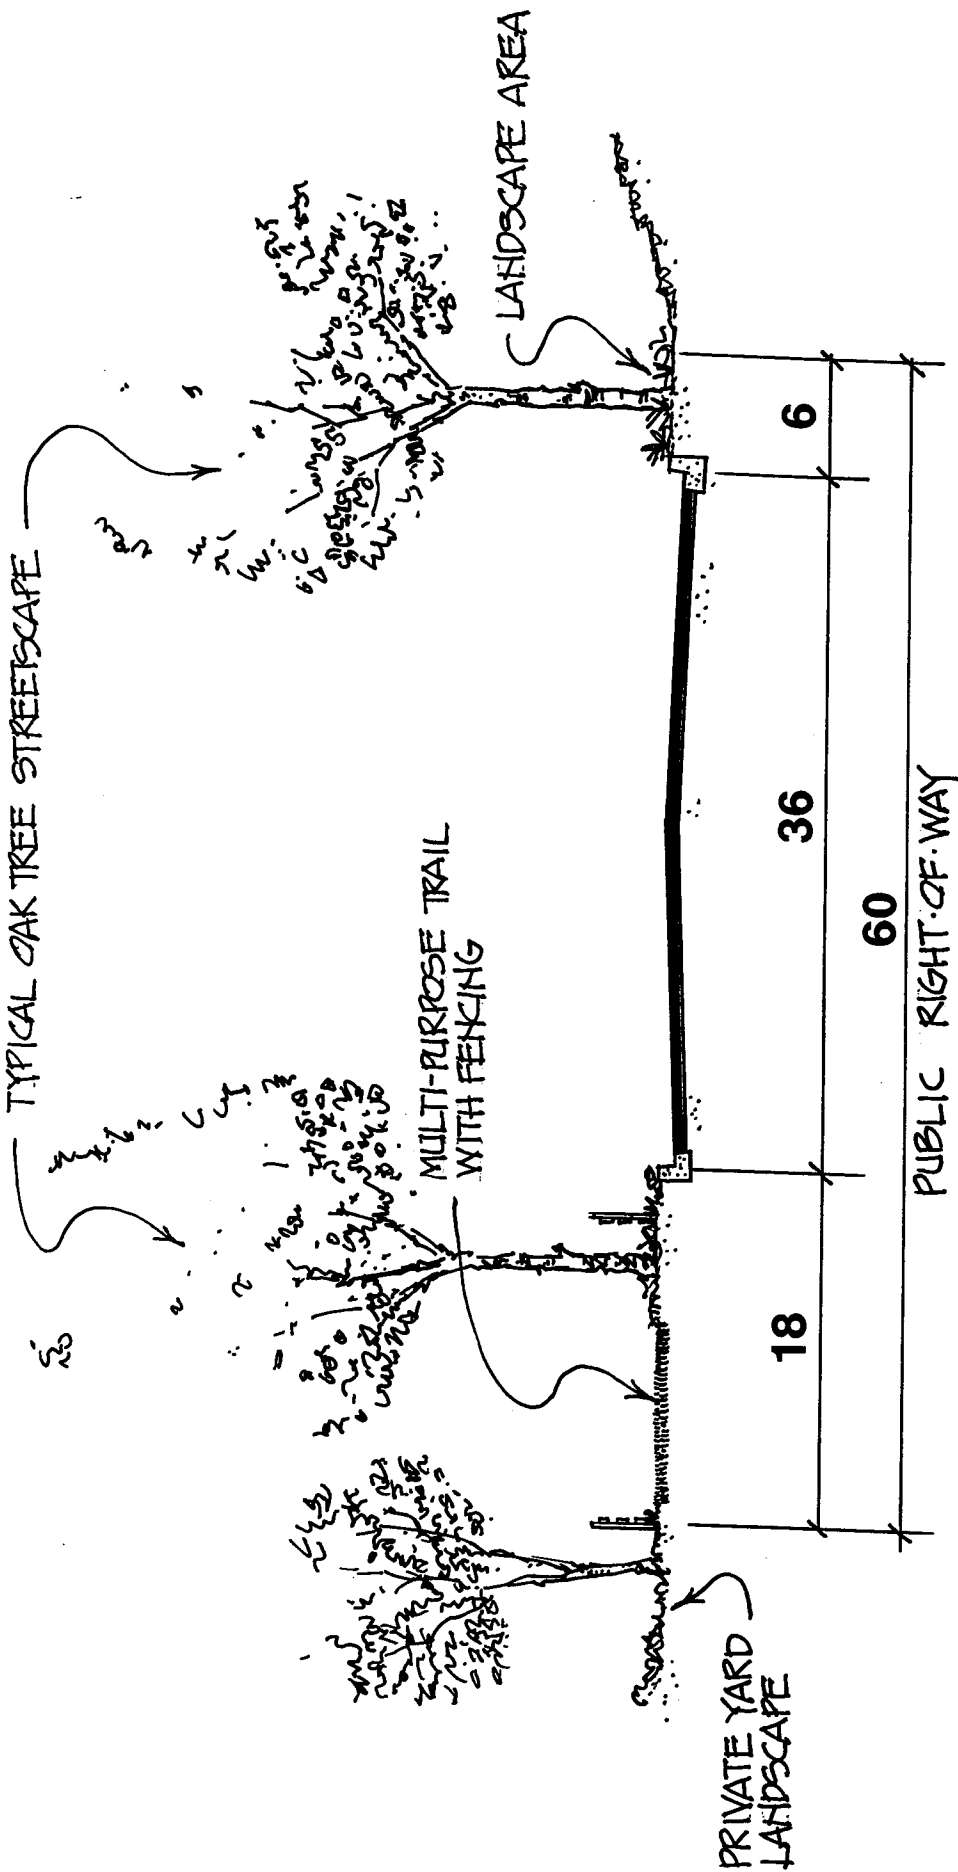 TYPICAL OAK TREE STREETSCAPE
MULTI-PURPOSE TRAIL
WITH FENCING
LANDSCAPE AREA
PRIVATE YARD
LANDSCAPE
18
36
6
60
PUBLIC RIGHT·OF·WAY